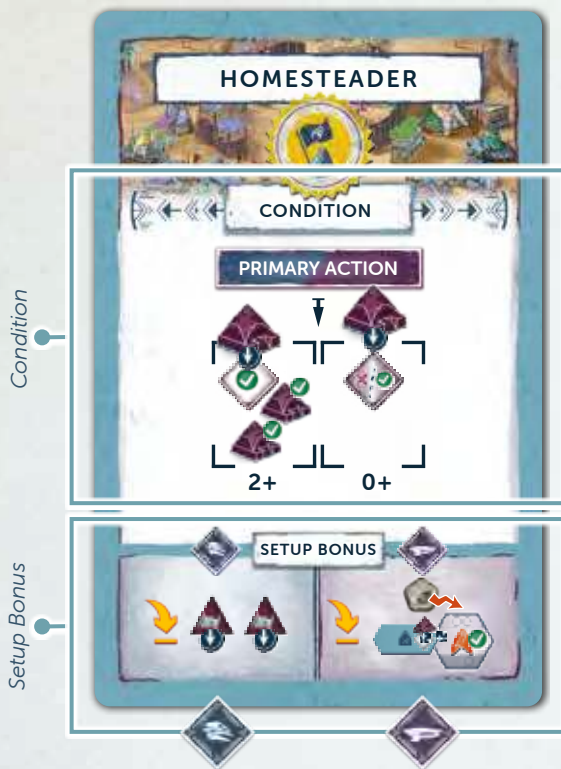 HOMESTEADER
CONDITION
PRIMARY ACTION
2+
0+
SETUP BONUS
Condition
Setup Bonus